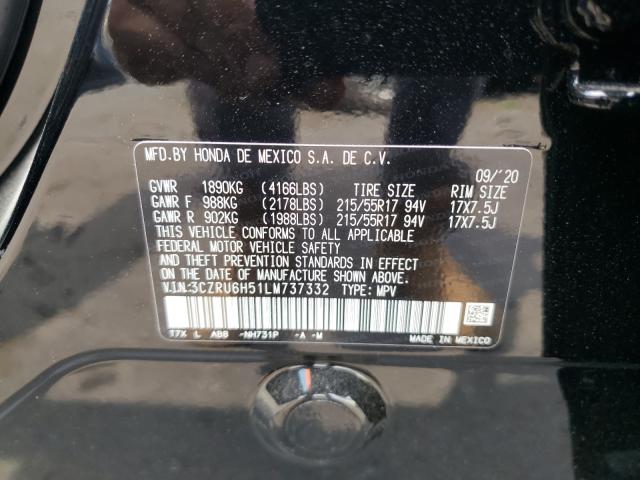 MFD.BY HONDA DE MEXICO S.A. DE C.V.
09/'20
GVWR 1890KG (4166LBS) TIRE SIZE RIM SIZE
GAWR F 988KG (2178LBS) 215/55R17 94V 17X7.5J
GAWR R 902KG (1988LBS) 215/55R17 94V 17X7.5J
THIS VEHICLE CONFORMS TO ALL APPLICABLE
FEDERAL MOTOR VEHICLE SAFETY
AND THEFT PREVENTION STANDARDS IN EFFECT
ON THE DATE OF MANUFACTURE SHOWN ABOVE.
V.I.N:3CZRU6H51LM737332 TYPE: MPV
17X L ABB -NH731P -A -M MADE IN MEXICO